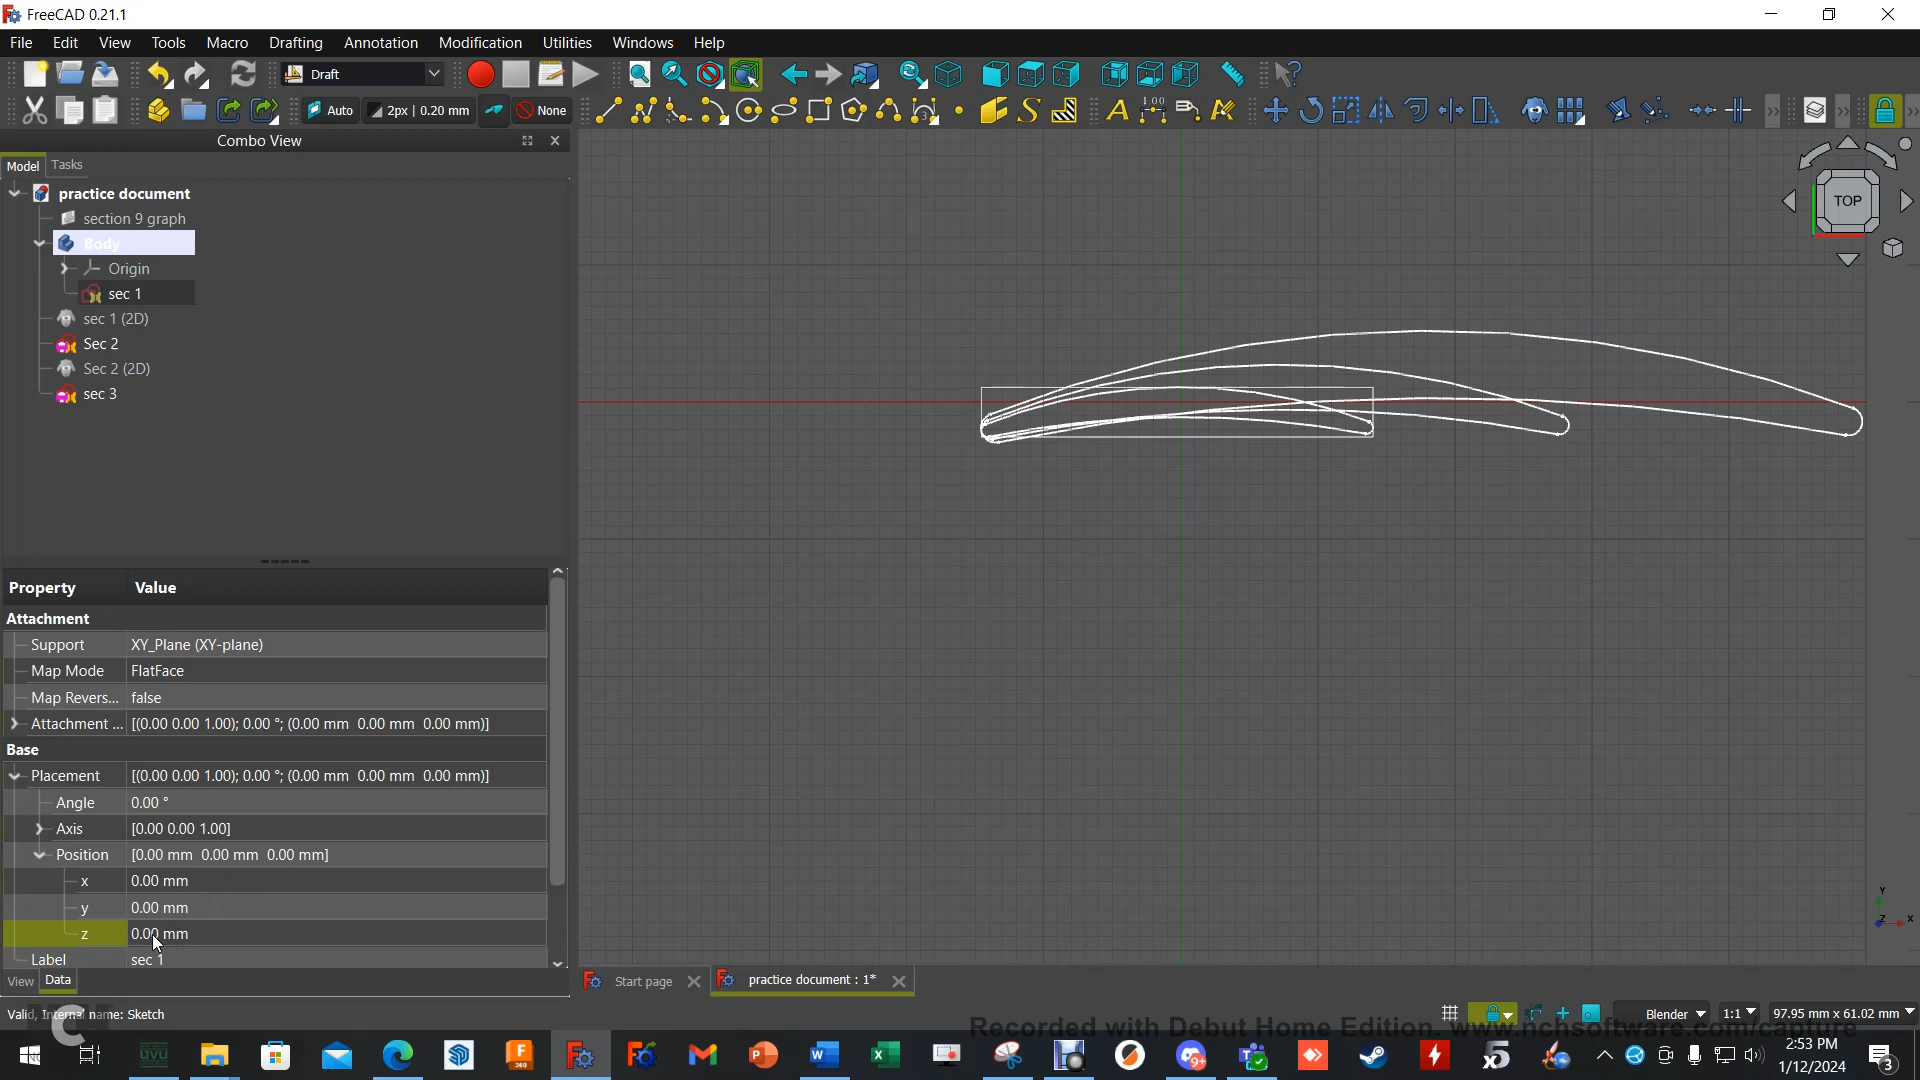 FreeCAD 0.21.1
File Edit View Tools Macro Drafting Annotation Modification Utilities Windows Help
Draft
Auto 2px | 0.20 mm None
Combo View
Model Tasks
practice document
section 9 graph
Body
Origin
sec 1
sec 1 (2D)
Sec 2
Sec 2 (2D)
sec 3
TOP
Property Value
Attachment
Support XY_Plane (XY-plane)
Map Mode FlatFace
Map Revers... false
Attachment ... [(0.00 0.00 1.00); 0.00 °; (0.00 mm 0.00 mm 0.00 mm)]
Base
Placement [(0.00 0.00 1.00); 0.00 °; (0.00 mm 0.00 mm 0.00 mm)]
Angle 0.00 °
Axis [0.00 0.00 1.00]
Position [0.00 mm 0.00 mm 0.00 mm]
x 0.00 mm
y 0.00 mm
z 0.00 mm
Label sec 1
View Data
Start page practice document : 1*
Y
Z X
Valid, Internal name: Sketch
Blender 1:1 97.95 mm x 61.02 mm
Recorded with Debut Home Edition. www.nchsoftware.com/capture
2:53 PM
1/12/2024
3